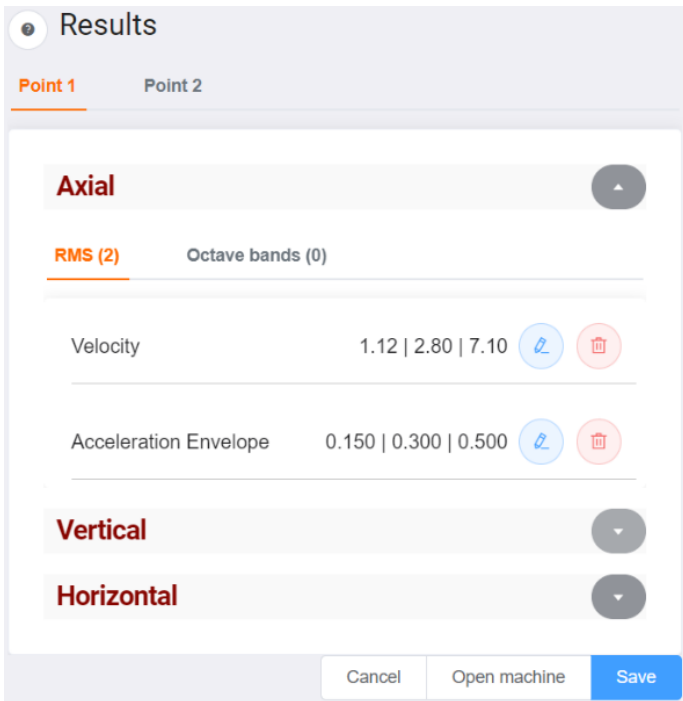 Results
Point 1 Point 2
Axial
RMS (2) Octave bands (0)
Velocity 1.12 | 2.80 | 7.10
Acceleration Envelope 0.150 | 0.300 | 0.500
Vertical
Horizontal
Cancel Open machine Save